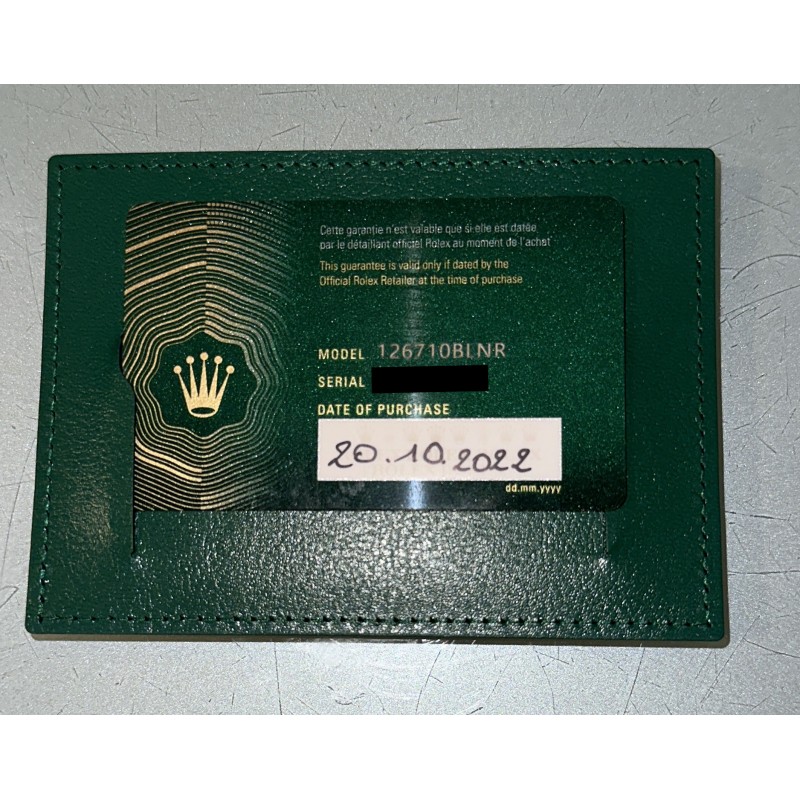 Cette garantie n'est valable que si elle est datée
par le détaillant officiel Rolex au moment de l'achat
This guarantee is valid only if dated by the
Official Rolex Retailer at the time of purchase
MODEL 126710BLNR
SERIAL
DATE OF PURCHASE
20.10.2022
dd.mm.yyyy